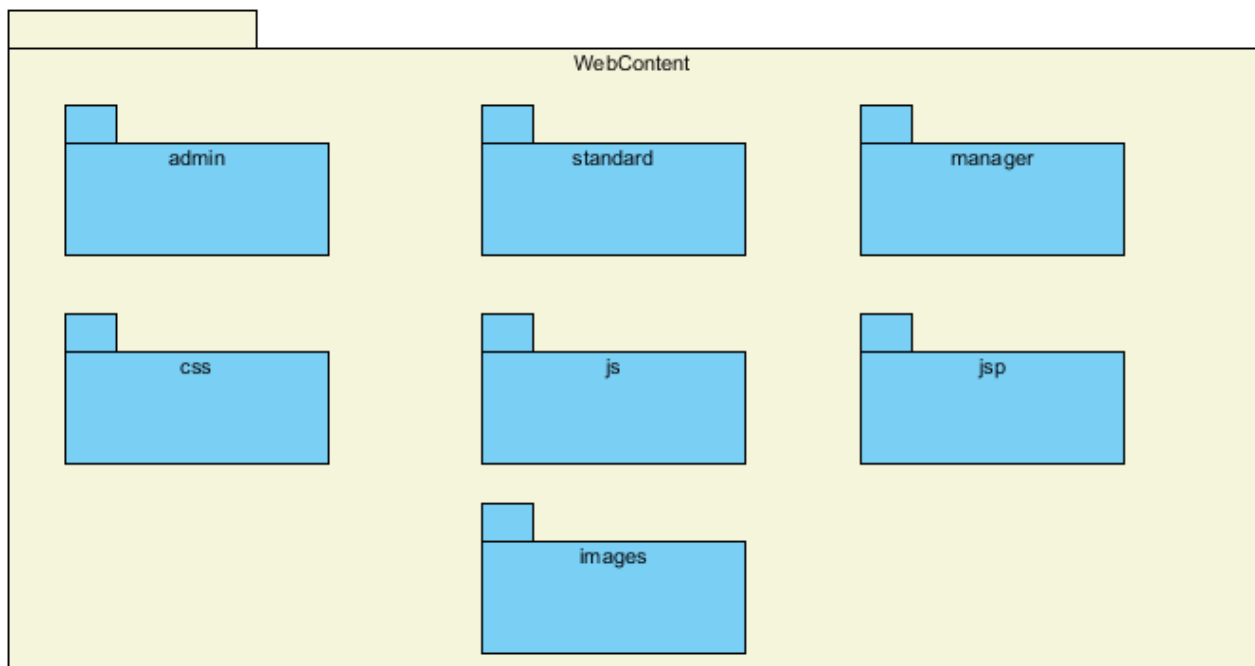 WebContent
admin
standard
manager
css
js
jsp
images